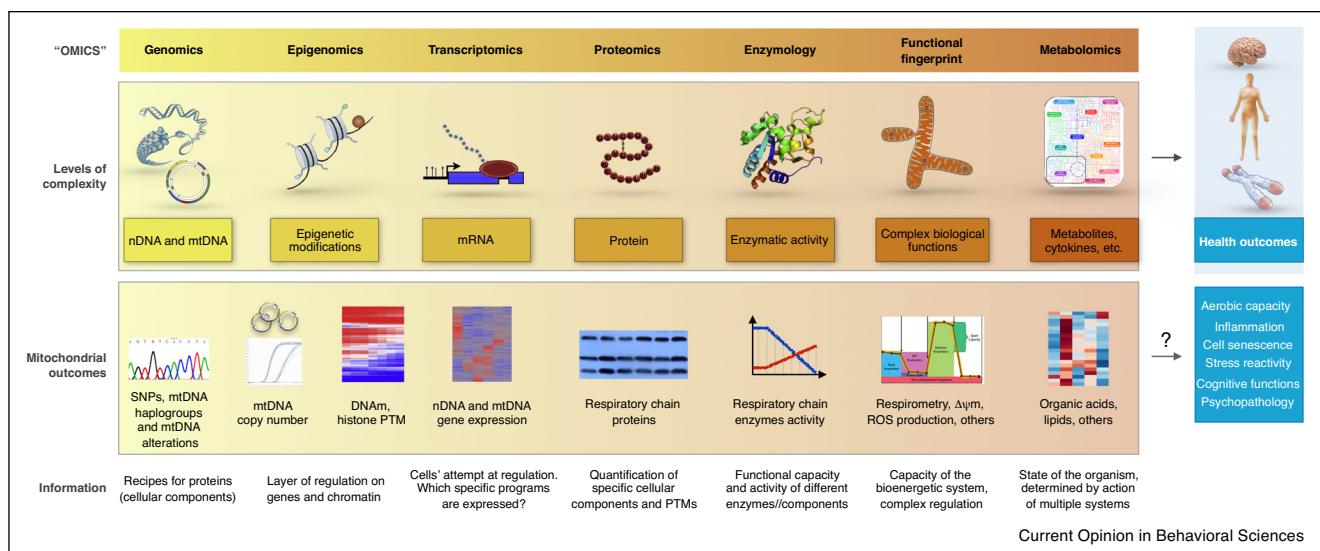 "OMICS"
Genomics
Epigenomics
Transcriptomics
Proteomics
Enzymology
Functional
fingerprint
Metabolomics
Levels of
complexity
nDNA and mtDNA
Epigenetic
modifications
mRNA
Protein
Enzymatic activity
Complex biological
functions
Metabolites,
cytokines, etc.
Health outcomes
Mitochondrial
outcomes
A G T G T C A C C T A
SNPs, mtDNA
haplogroups
and mtDNA
alterations
mtDNA
copy number
DNAm,
histone PTM
nDNA and mtDNA
gene expression
Respiratory chain
proteins
Respiratory chain
enzymes activity
Respirometry, Δψm,
ROS production, others
Organic acids,
lipids, others
?
Aerobic capacity
Inflammation
Cell senescence
Stress reactivity
Cognitive functions
Psychopathology
Information
Recipes for proteins
(cellular components)
Layer of regulation on
genes and chromatin
Cells' attempt at regulation.
Which specific programs
are expressed?
Quantification of
specific cellular
components and PTMs
Functional capacity
and activity of different
enzymes//components
Capacity of the
bioenergetic system,
complex regulation
State of the organism,
determined by action
of multiple systems
Current Opinion in Behavioral Sciences